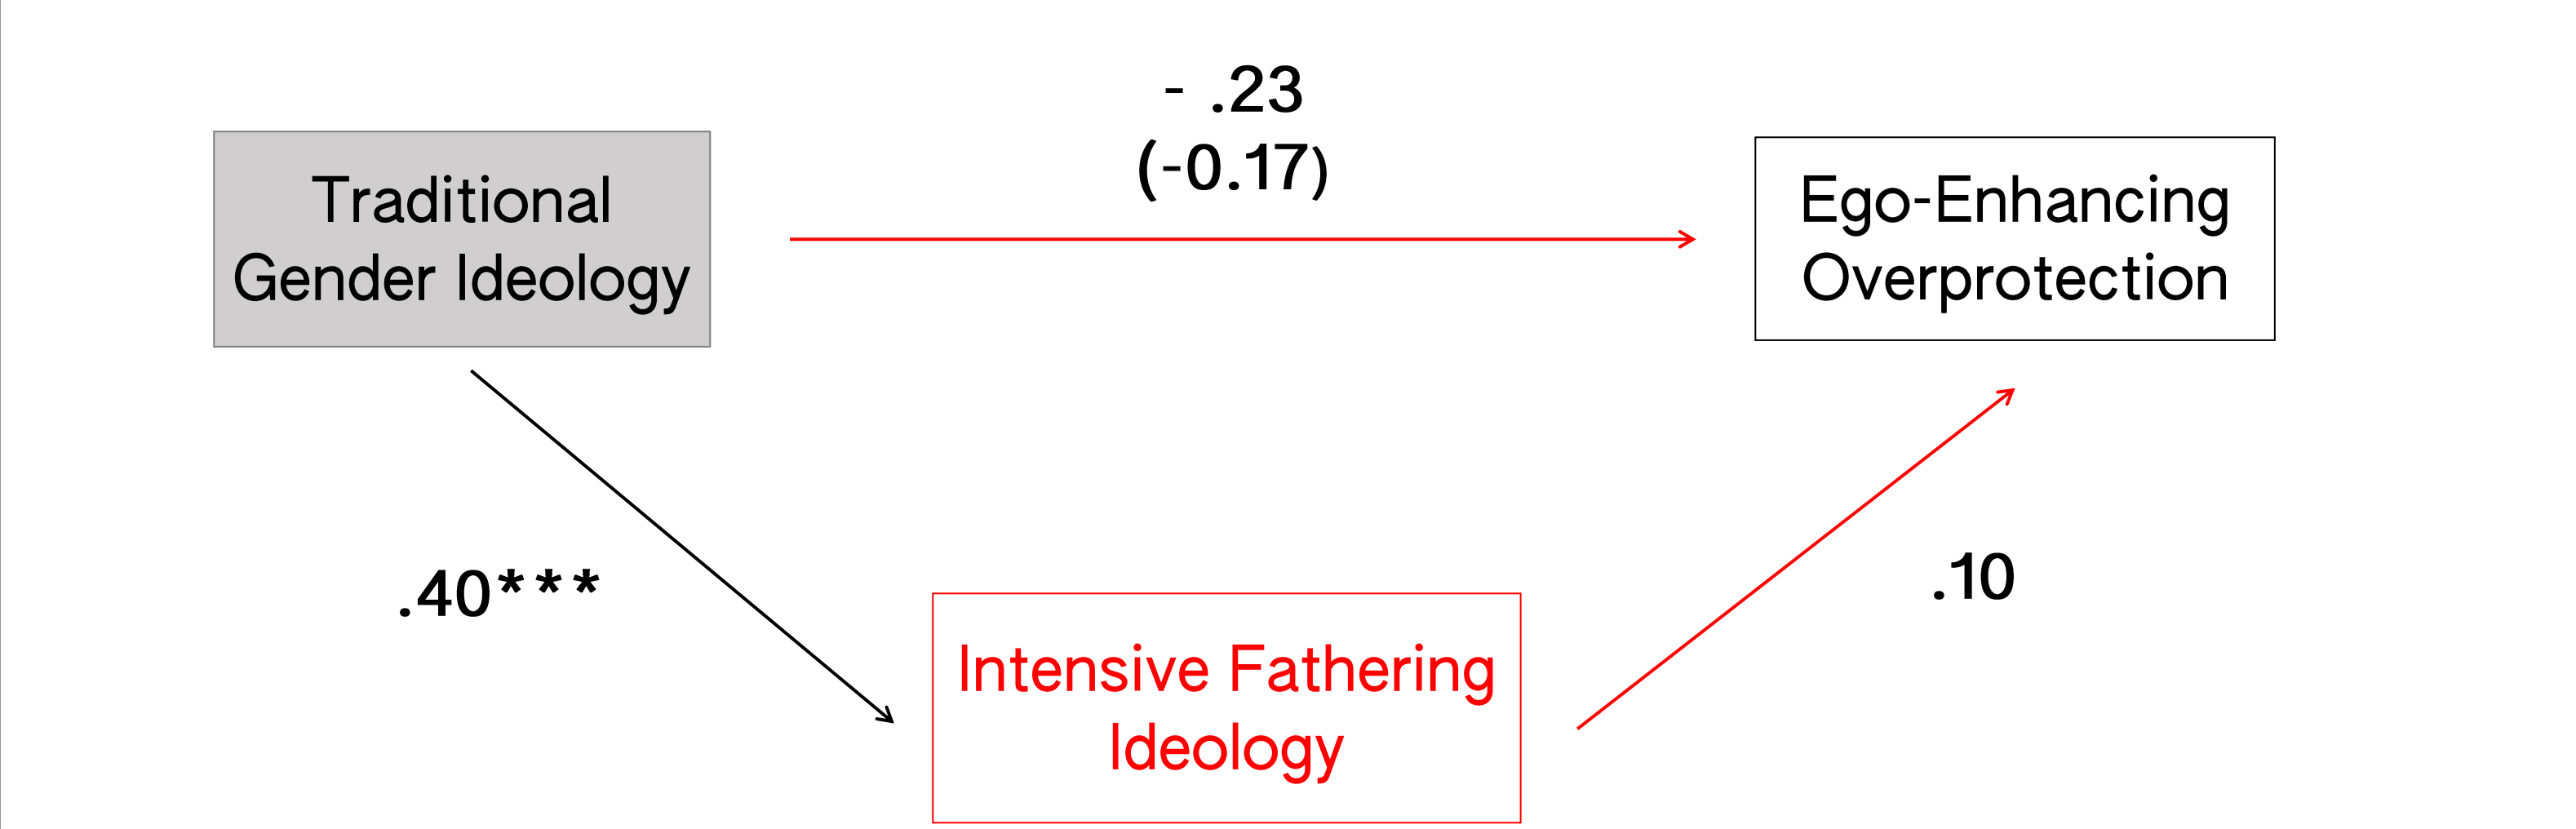 - .23
(-0.17)
Traditional
Gender Ideology
Ego-Enhancing
Overprotection
.40***
.10
Intensive Fathering
Ideology